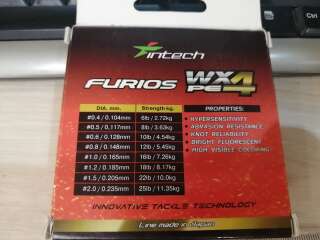 intech
FURIOS WX4
PE
DIA. mm. Strength-kg. PROPERTIES:
#0.4 / 0.104mm 6lb / 2.72kg
#0.5 / 0.117mm 8lb / 3.63kg
#0.6 / 0.128mm 10lb / 4.54kg
#0.8 / 0.148mm 12lb / 5.45kg
#1.0 / 0.165mm 16lb / 7.26kg
#1.2 / 0.185mm 18lb / 8.17kg
#1.5 / 0.205mm 22lb / 10.0kg
#2.0 / 0.235mm 25lb / 11.35kg
- HYPERSENSITIVITY
- ABRASION RESISTANCE
- KNOT RELIABILITY
- BRIGHT FLUORESCENT
- HIGH VISIBLE COLORING
INNOVATIVE TACKLE TECHNOLOGY
Line made in Japan
Ctrl